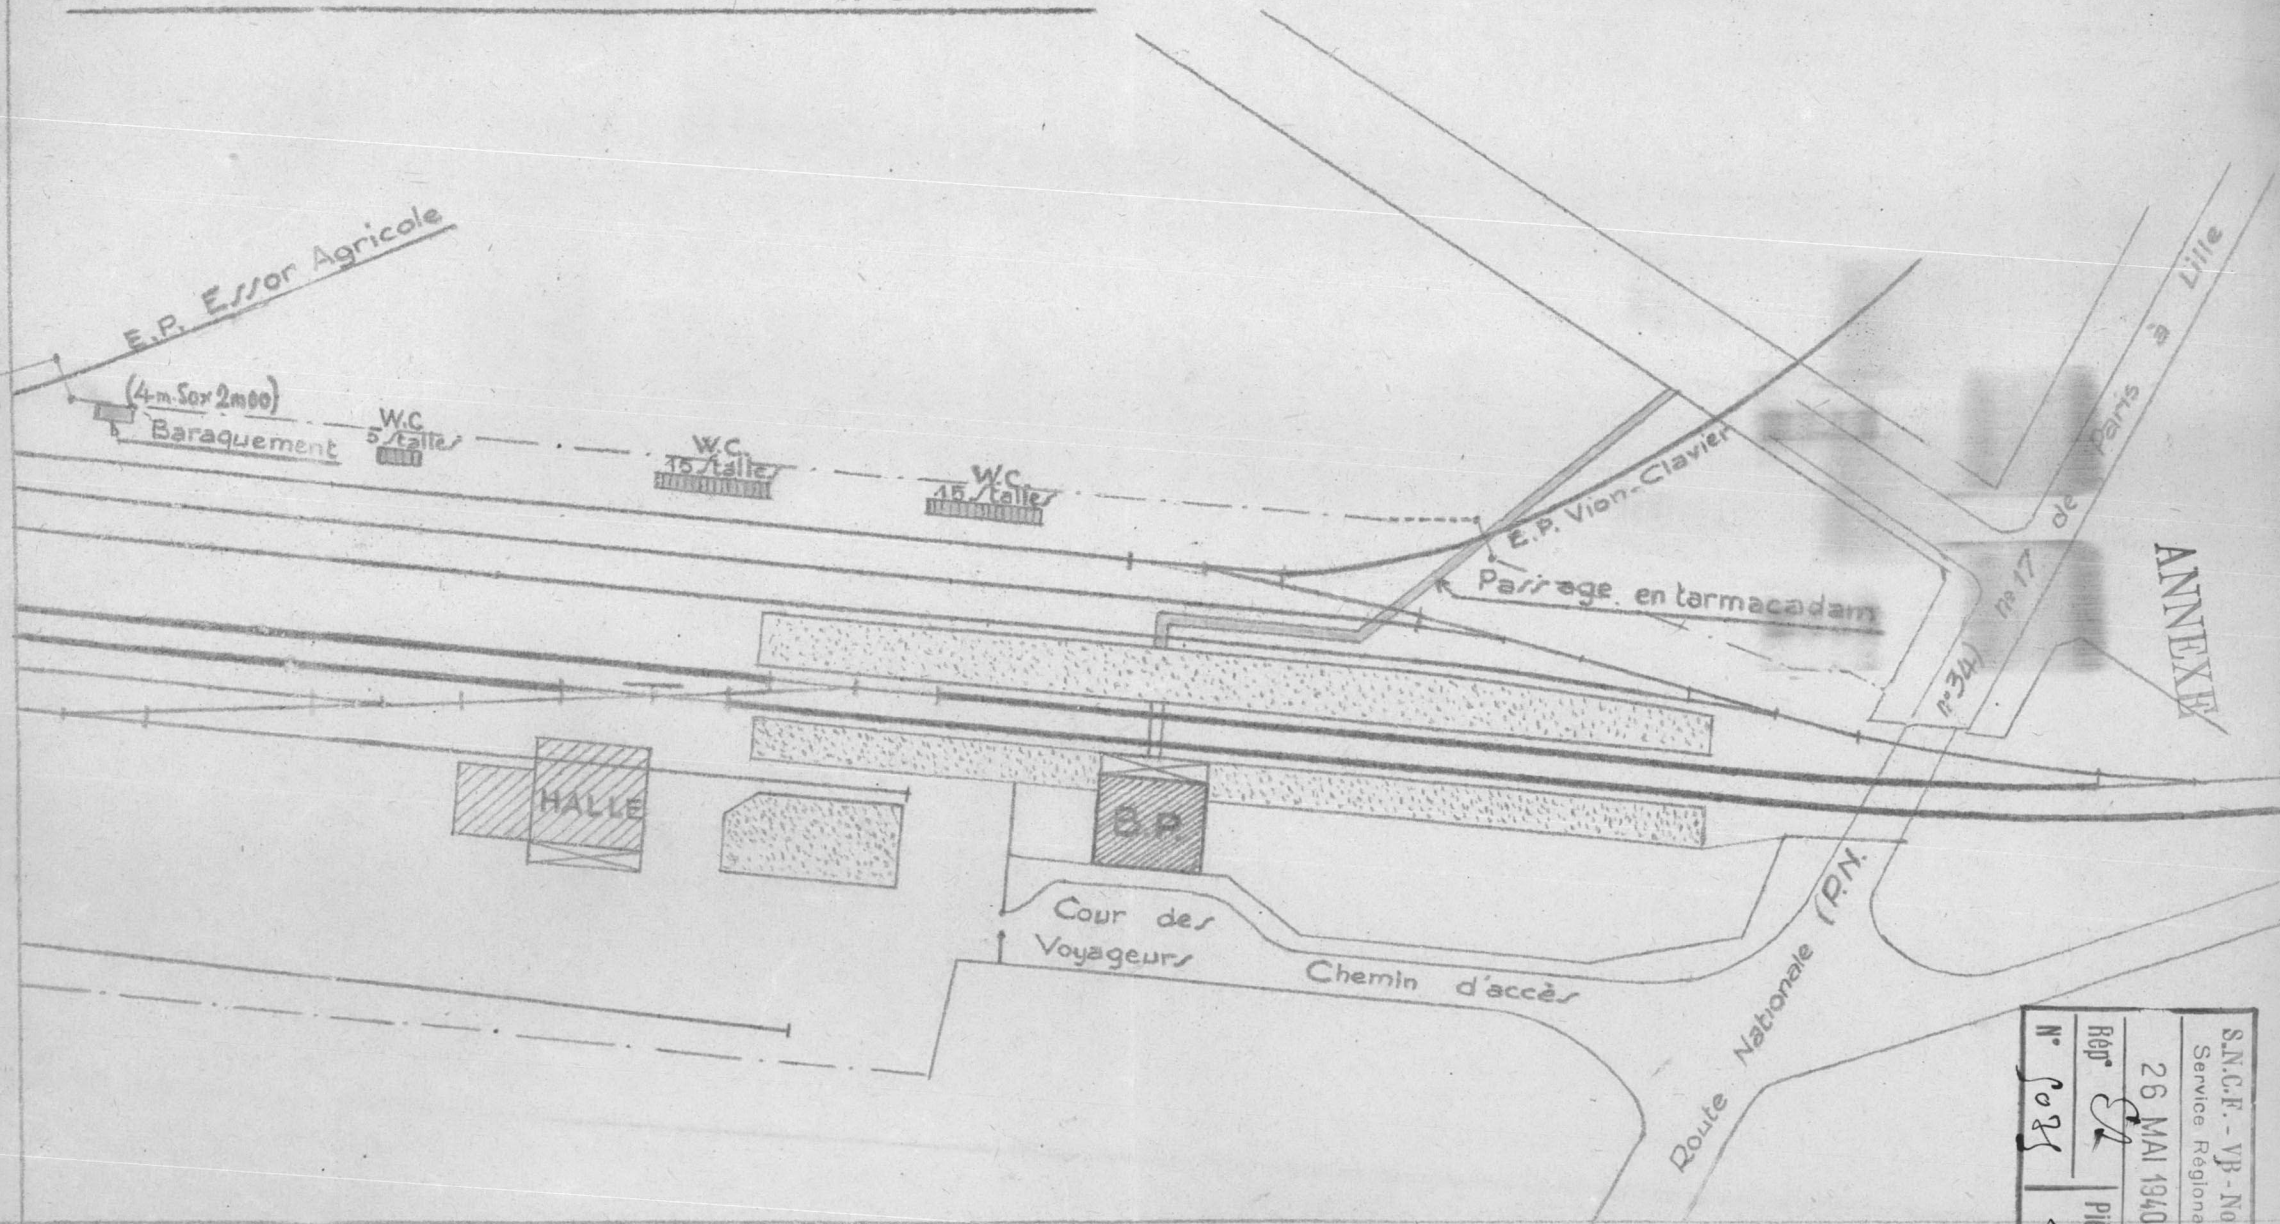 E.P. Essor Agricole
(4m.50x2m00)
Baraquement
W.C.
5 stalles
W.C.
15 stalles
W.C.
15 stalles
E.P. Vion-Clavier
Passage en tarmacadam
Route Nationale (P.N. n°34) n°17 de Paris à Lille
ANNEXE
HALLE
B P
Cour des
Voyageurs
Chemin d'accès
S.N.C.F. - VB - No
Service Régiona
26 MAI 1940
Rép°
N°